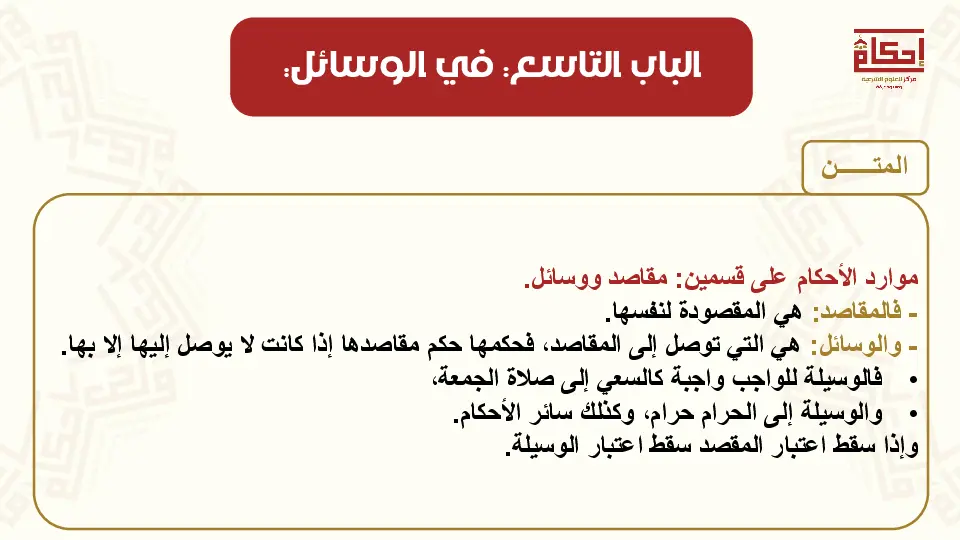 الباب التاسع: في الوسائل:
إحكام
مركز للعلوم الشرعية
المتـــــن
موارد الأحكام على قسمين: مقاصد ووسائل.
- فالمقاصد: هي المقصودة لنفسها.
- والوسائل: هي التي توصل إلى المقاصد، فحكمها حكم مقاصدها إذا كانت لا يوصل إليها إلا بها.
• فالوسيلة للواجب واجبة كالسعي إلى صلاة الجمعة،
• والوسيلة إلى الحرام حرام، وكذلك سائر الأحكام.
وإذا سقط اعتبار المقصد سقط اعتبار الوسيلة.